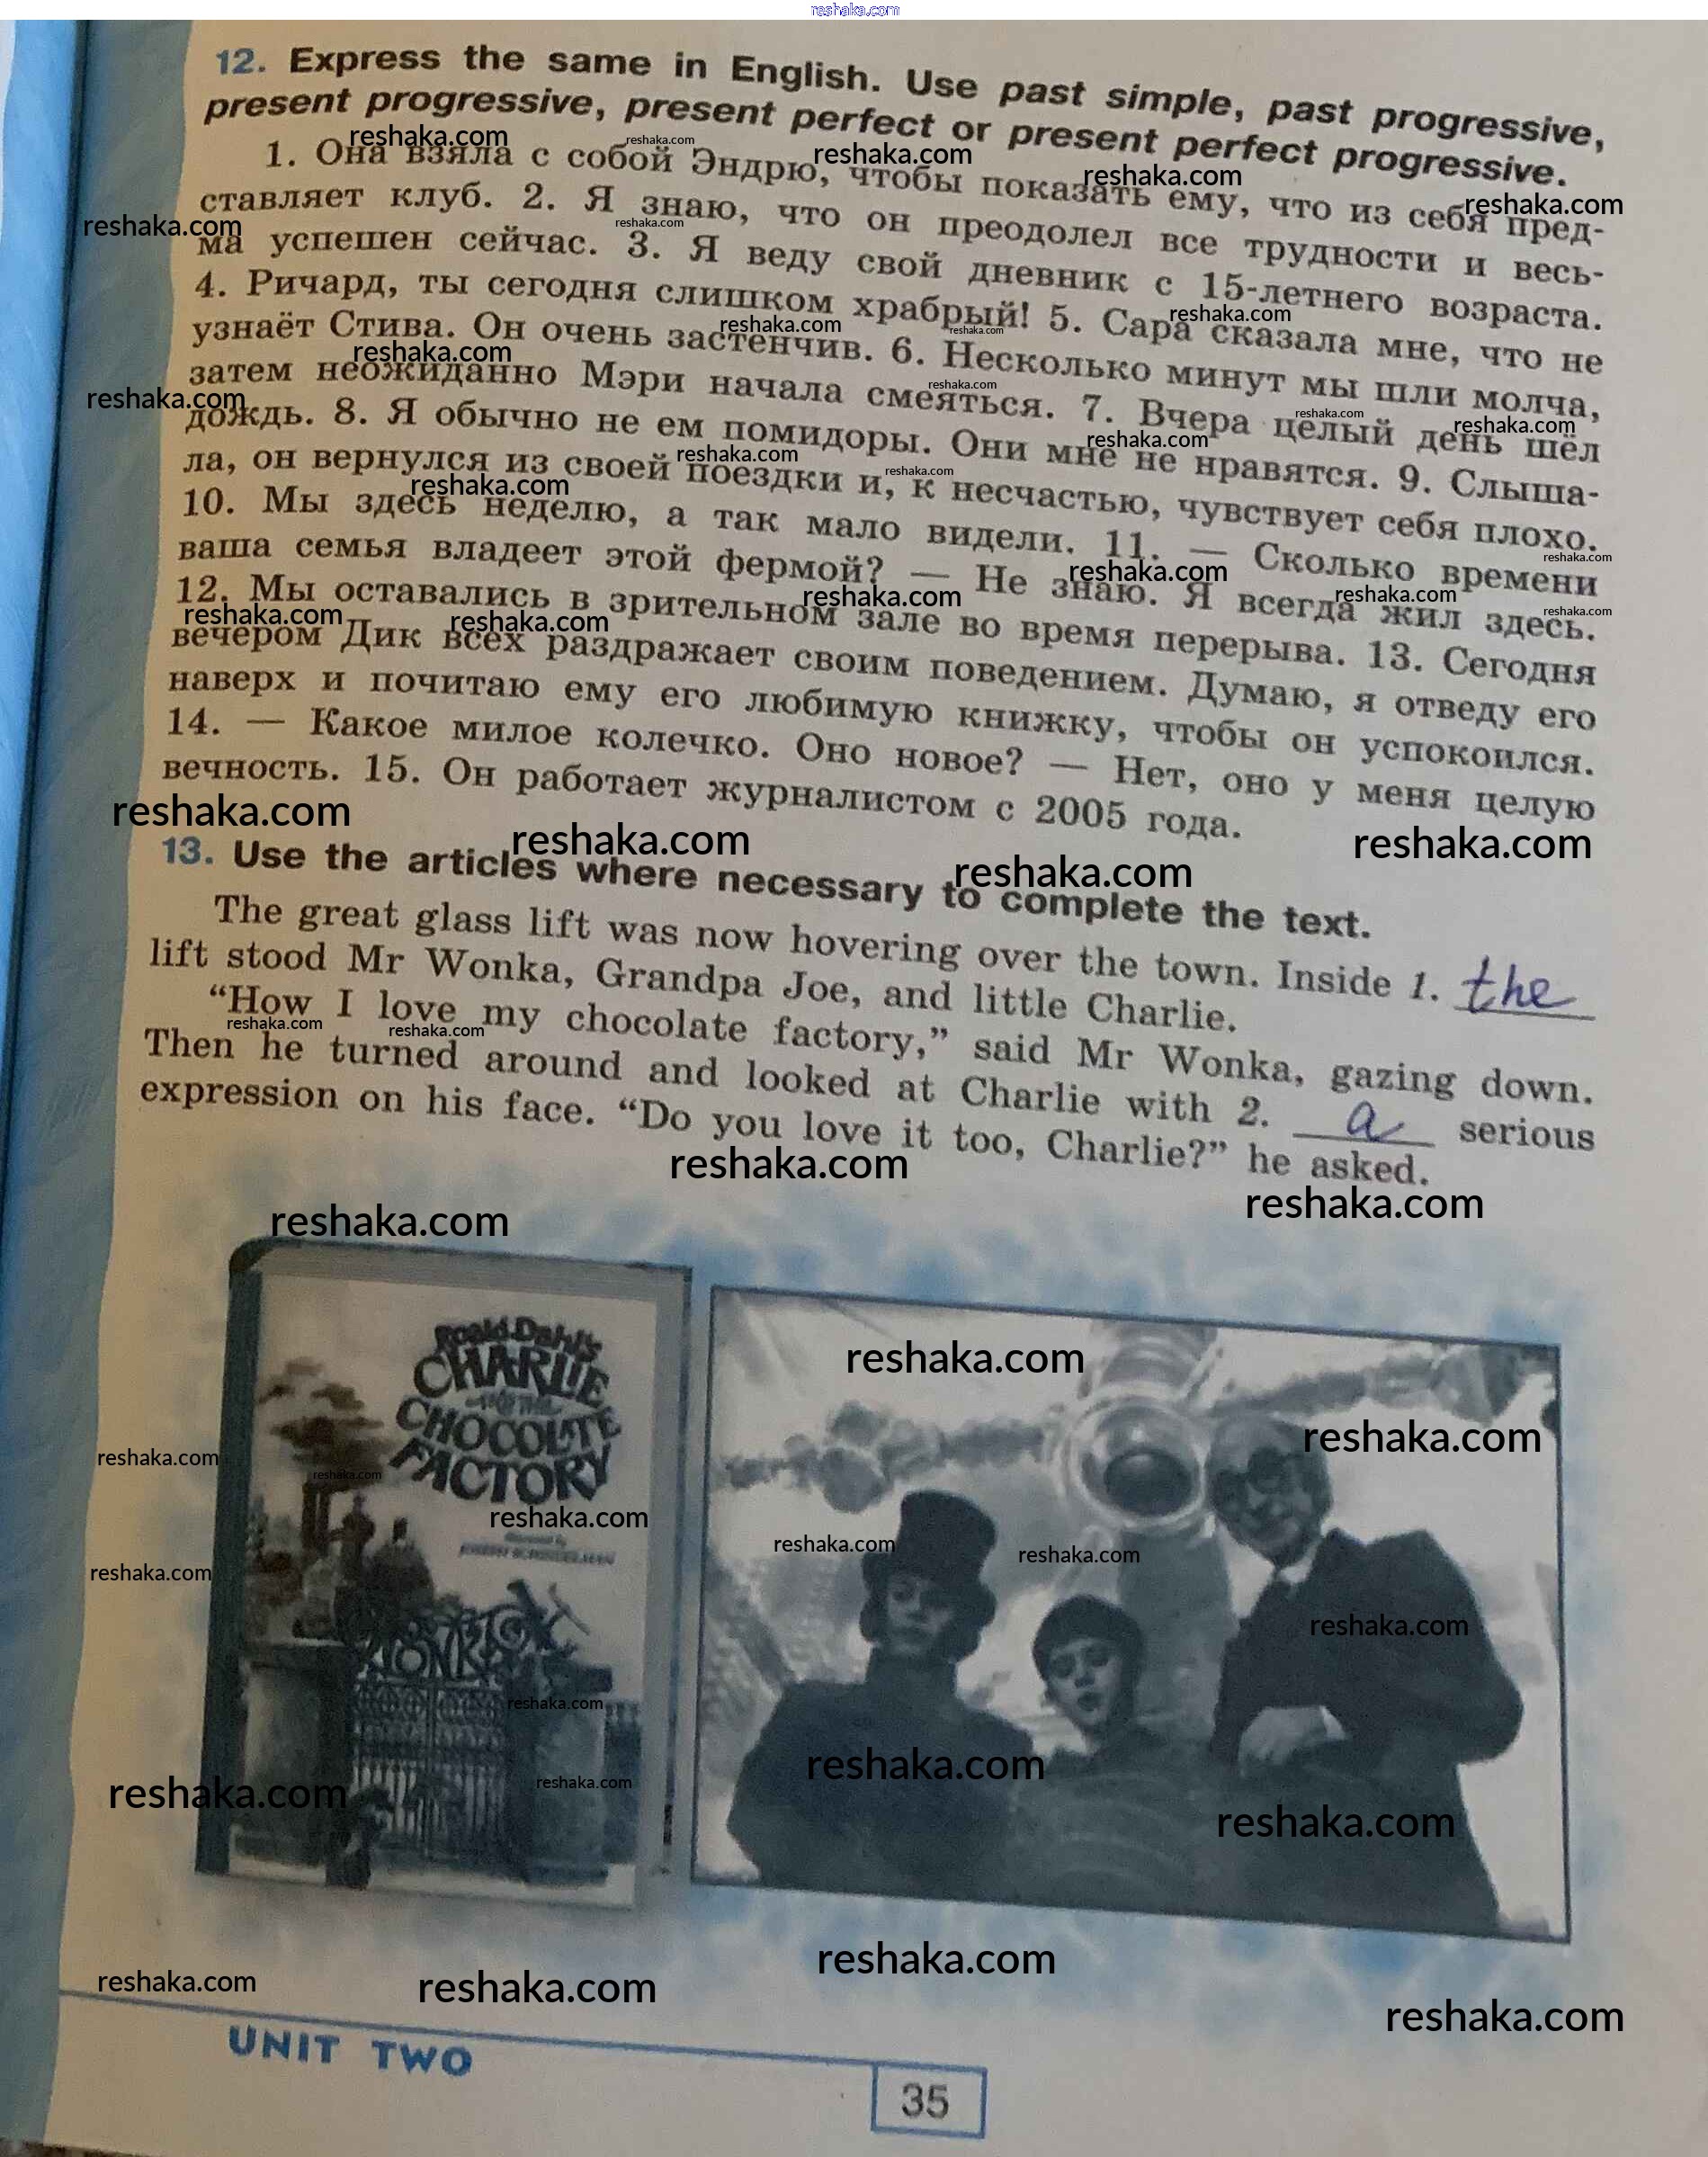 reshaka.com
12. Express the same in English. Use past simple, past progressive,
present progressive, present perfect or present perfect progressive.
1. Она взяла с собой Эндрю, чтобы показать ему, что из себя пред-
ставляет клуб. 2. Я знаю, что он преодолел все трудности и весь-
ма успешен сейчас. 3. Я веду свой дневник с 15-летнего возраста.
4. Ричард, ты сегодня слишком храбрый! 5. Сара сказала мне, что не
узнаёт Стива. Он очень застенчив. 6. Несколько минут мы шли молча,
затем неожиданно Мэри начала смеяться. 7. Вчера целый день шёл
дождь. 8. Я обычно не ем помидоры. Они мне не нравятся. 9. Слыша-
ла, он вернулся из своей поездки и, к несчастью, чувствует себя плохо.
10. Мы здесь неделю, а так мало видели. 11. — Сколько времени
ваша семья владеет этой фермой? — Не знаю. Я всегда жил здесь.
12. Мы оставались в зрительном зале во время перерыва. 13. Сегодня
вечером Дик всех раздражает своим поведением. Думаю, я отведу его
наверх и почитаю ему его любимую книжку, чтобы он успокоился.
14. — Какое милое колечко. Оно новое? — Нет, оно у меня целую
вечность. 15. Он работает журналистом с 2005 года.
13. Use the articles where necessary to complete the text.
The great glass lift was now hovering over the town. Inside 1. the
lift stood Mr Wonka, Grandpa Joe, and little Charlie.
“How I love my chocolate factory,” said Mr Wonka, gazing down.
Then he turned around and looked at Charlie with 2. a serious
expression on his face. “Do you love it too, Charlie?” he asked.
Roald Dahl's
CHARLIE
AND THE
CHOCOLATE
FACTORY
WONKA
UNIT TWO
35